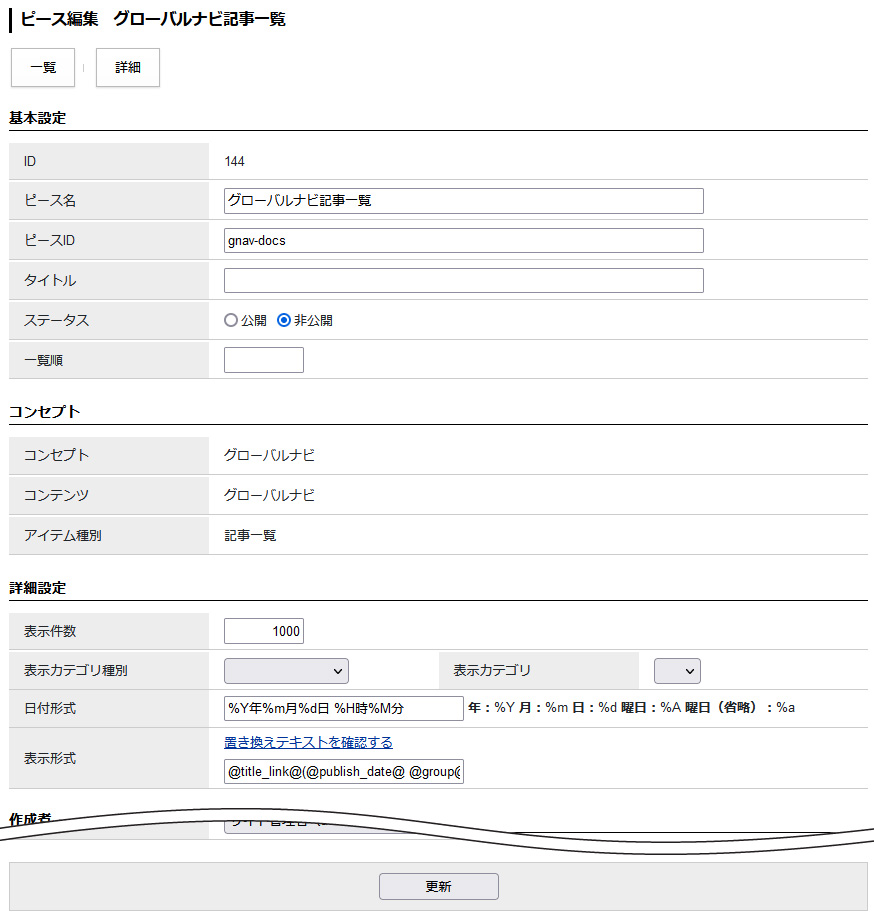 ピース編集　グローバルナビ記事一覧
一覧
詳細
基本設定
ID 144
ピース名 グローバルナビ記事一覧
ピースID gnav-docs
タイトル
ステータス 公開 非公開
一覧順
コンセプト
コンセプト グローバルナビ
コンテンツ グローバルナビ
アイテム種別 記事一覧
詳細設定
表示件数 1000
表示カテゴリ種別 表示カテゴリ
日付形式 %Y年%m月%d日 %H時%M分 年：%Y 月：%m 日：%d 曜日：%A 曜日（省略）：%a
置き換えテキストを確認する
表示形式
@title_link@(@publish_date@ @group@
作成者
更新